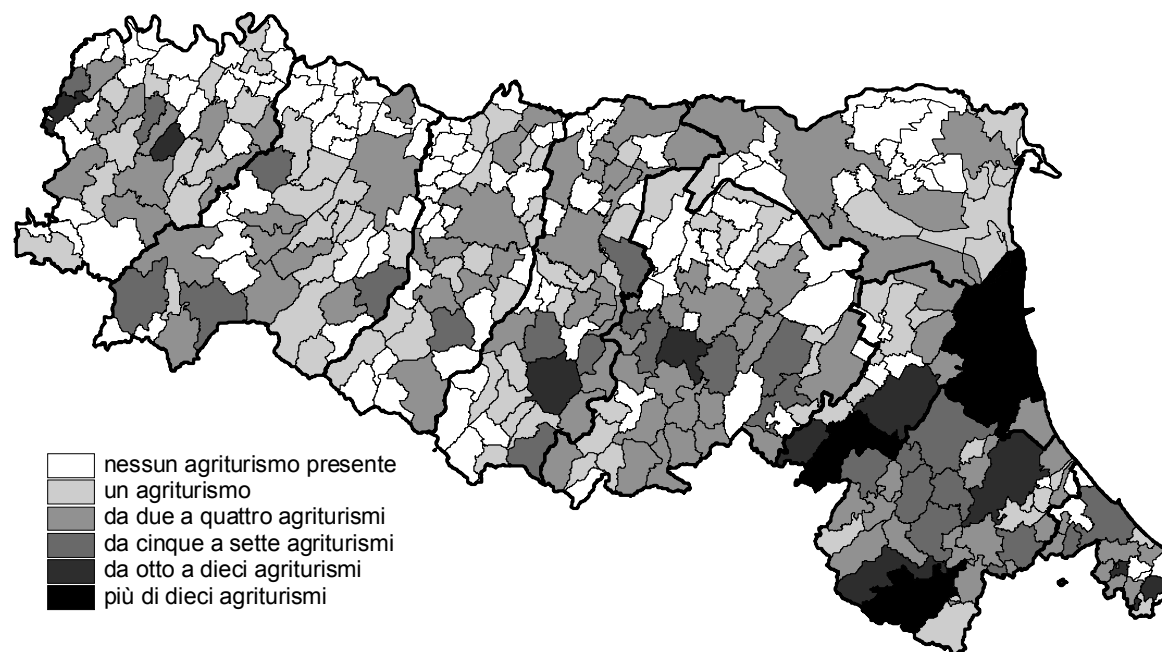 nessun agriturismo presente
un agriturismo
da due a quattro agriturismi
da cinque a sette agriturismi
da otto a dieci agriturismi
più di dieci agriturismi